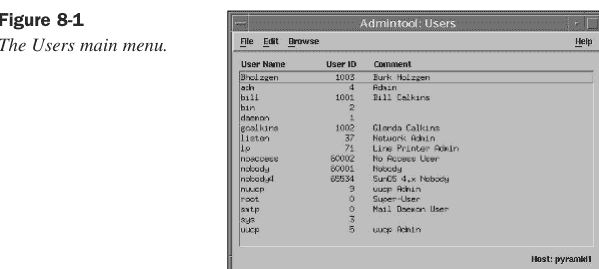 Figure 8-1
The Users main menu.
Admintool: Users
File Edit Browse Help
User Name User ID Comment
Bholzgen 1003 Burk Holzgen
adm 4 Admin
bill 1001 Bill Calkins
bin 2
daemon 1
gcalkins 1002 Glenda Calkins
listen 37 Network Admin
lp 71 Line Printer Admin
noaccess 60002 No Access User
nobody 60001 Nobody
nobody4 65534 SunOS 4.x Nobody
nuucp 9 uucp Admin
root 0 Super-User
smtp 0 Mail Daemon User
sys 3
uucp 5 uucp Admin
Host: pyramid1